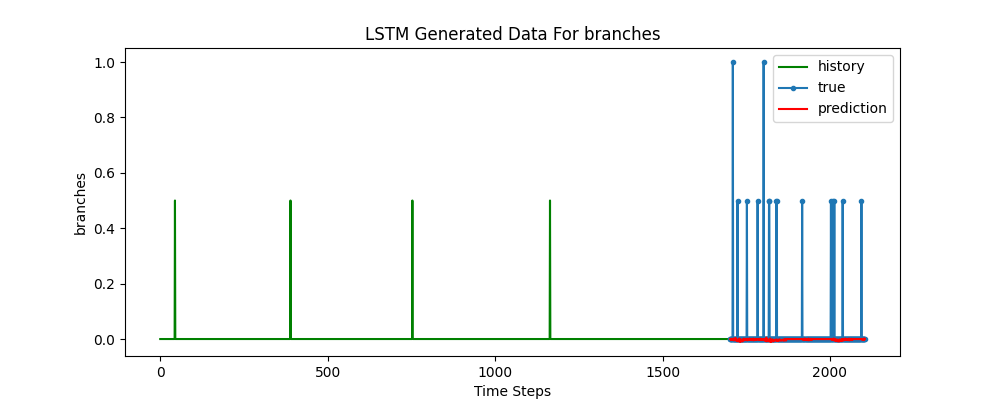 LSTM Generated Data For branches
1.0
0.8
0.6
0.4
0.2
0.0
branches
0
500
1000
1500
2000
Time Steps
history
true
prediction